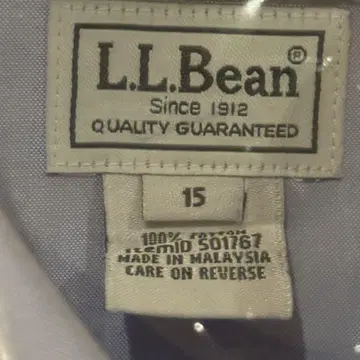 L.L.Bean®
Since 1912
QUALITY GUARANTEED
15
100% COTTON
ItemID 501767
MADE IN MALAYSIA
CARE ON REVERSE